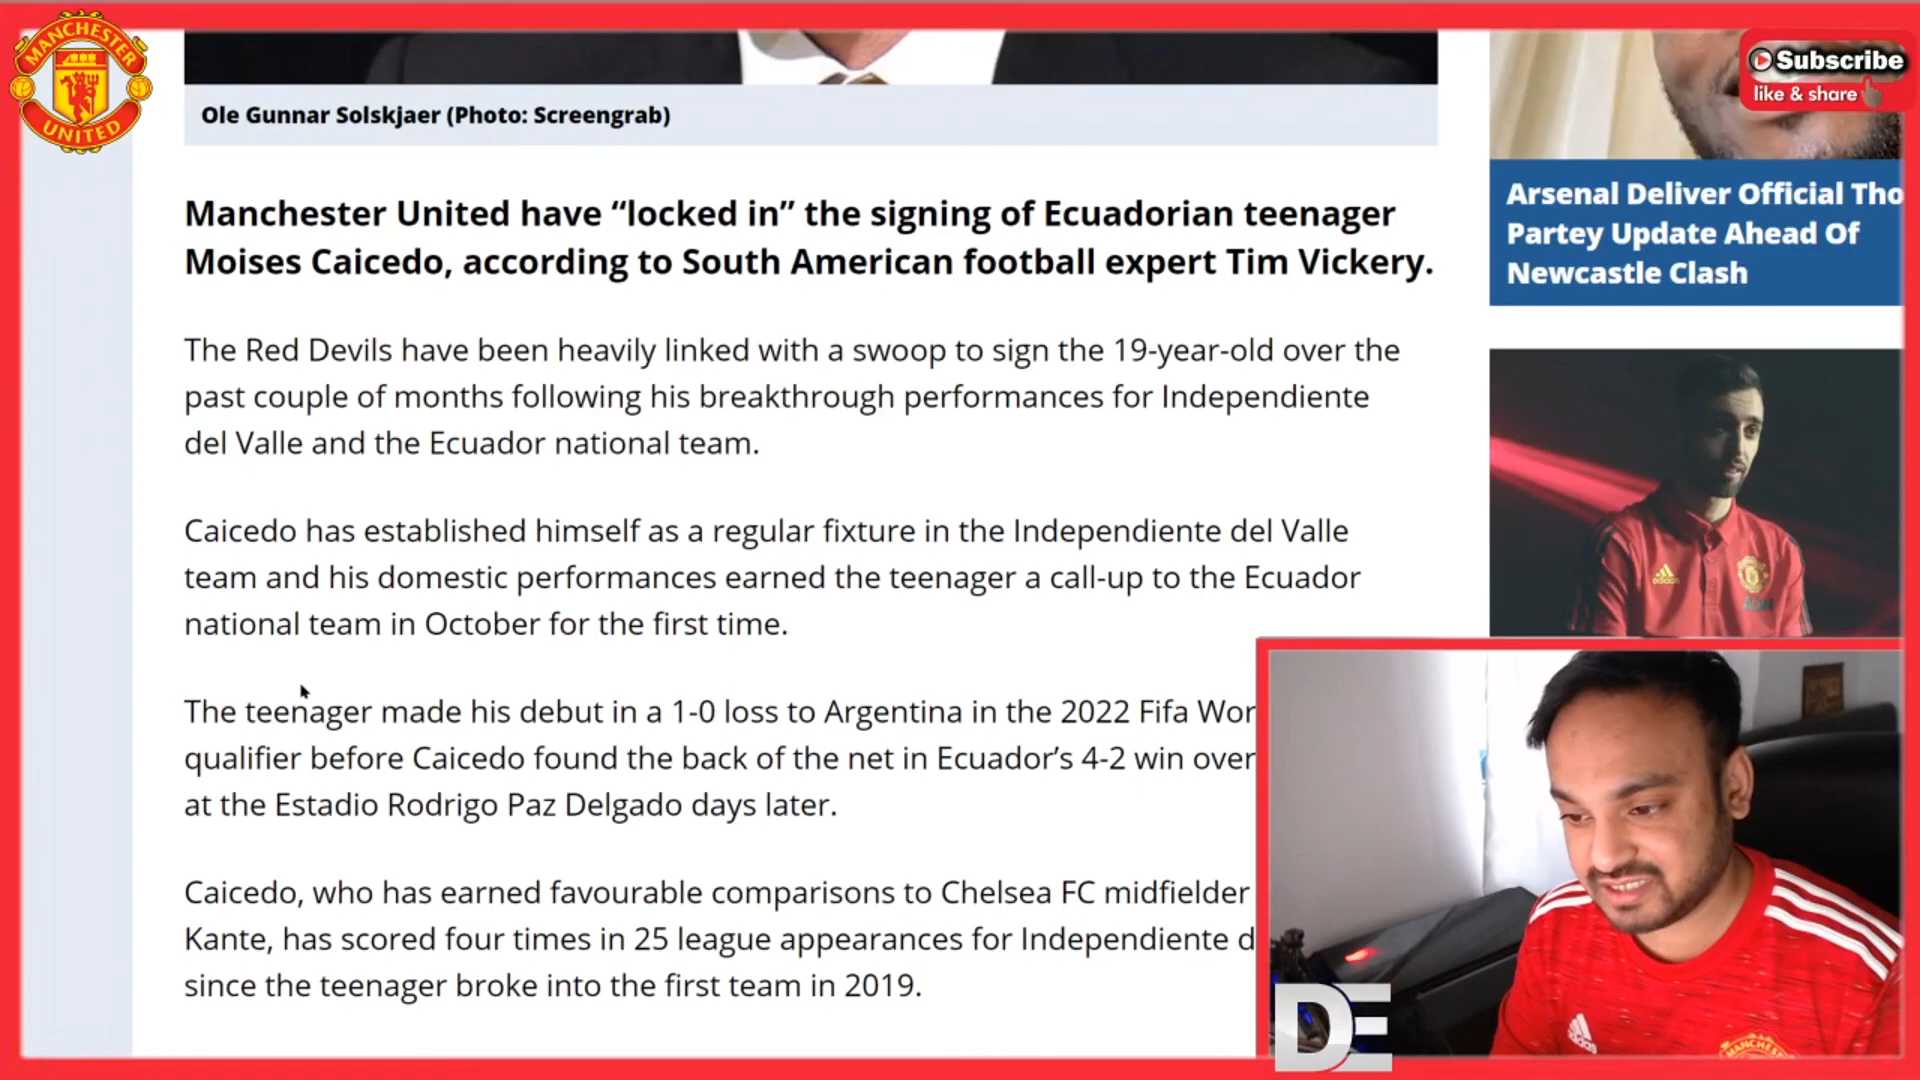 MANCHESTER
UNITED
Subscribe
like & share
Ole Gunnar Solskjaer (Photo: Screengrab)
Manchester United have “locked in” the signing of Ecuadorian teenager
Moises Caicedo, according to South American football expert Tim Vickery.
The Red Devils have been heavily linked with a swoop to sign the 19-year-old over the
past couple of months following his breakthrough performances for Independiente
del Valle and the Ecuador national team.
Caicedo has established himself as a regular fixture in the Independiente del Valle
team and his domestic performances earned the teenager a call-up to the Ecuador
national team in October for the first time.
The teenager made his debut in a 1-0 loss to Argentina in the 2022 Fifa Wor
qualifier before Caicedo found the back of the net in Ecuador’s 4-2 win over
at the Estadio Rodrigo Paz Delgado days later.
Caicedo, who has earned favourable comparisons to Chelsea FC midfielder
Kante, has scored four times in 25 league appearances for Independiente d
since the teenager broke into the first team in 2019.
Arsenal Deliver Official Tho
Partey Update Ahead Of
Newcastle Clash
adidas
DE
adidas
MANCHESTER